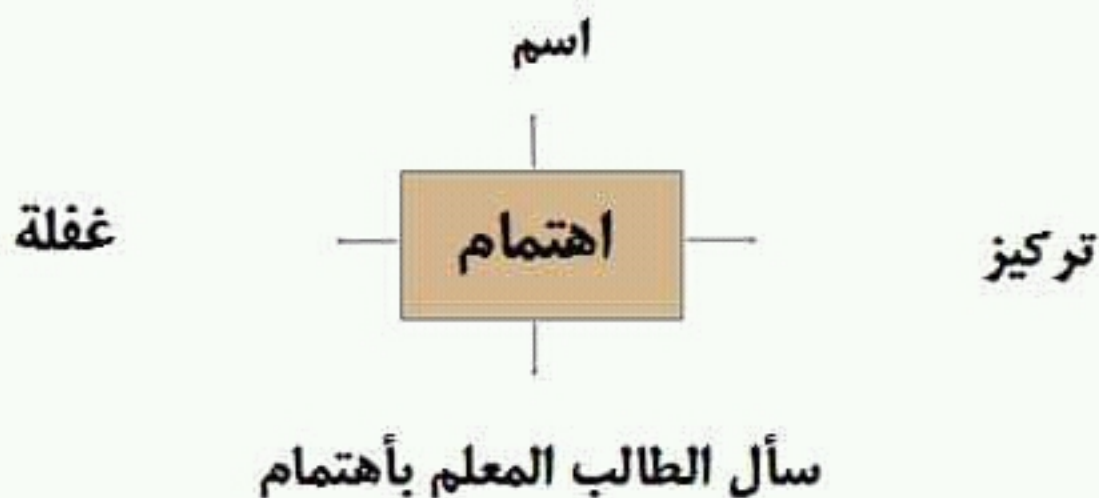 اسم
تركيز
اهتمام
غفلة
سأل الطالب المعلم بأهتمام